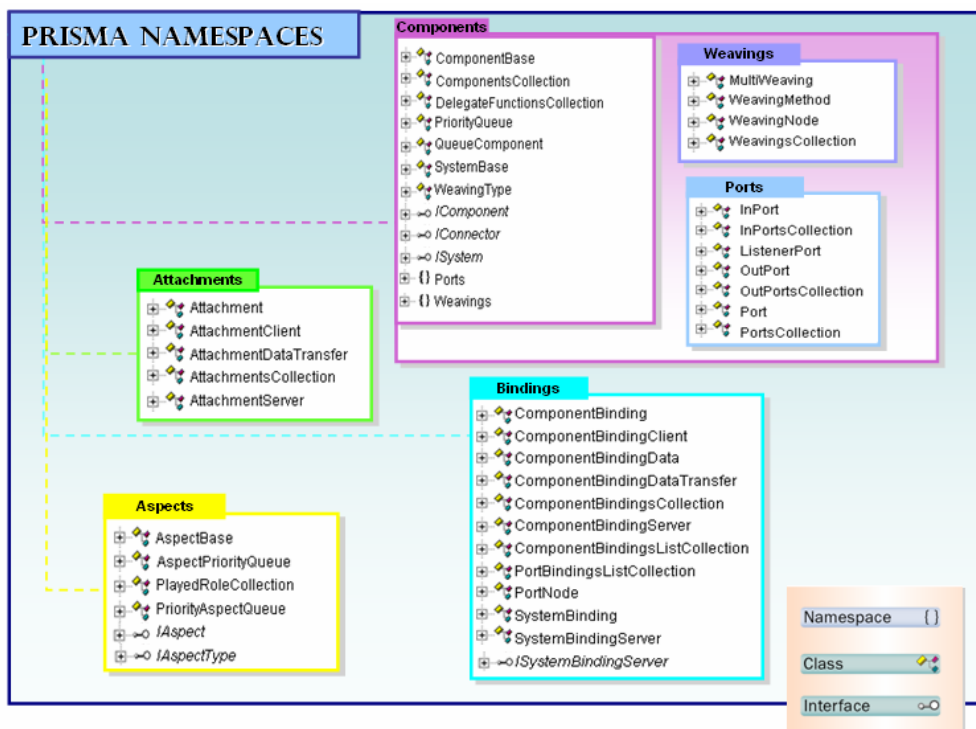 PRISMA NAMESPACES
Components
ComponentBase
ComponentsCollection
DelegateFunctionsCollection
PriorityQueue
QueueComponent
SystemBase
WeavingType
IComponent
IConnector
ISystem
{} Ports
{} Weavings
Weavings
MultiWeaving
WeavingMethod
WeavingNode
WeavingsCollection
Ports
InPort
InPortsCollection
ListenerPort
OutPort
OutPortsCollection
Port
PortsCollection
Attachments
Attachment
AttachmentClient
AttachmentDataTransfer
AttachmentsCollection
AttachmentServer
Bindings
ComponentBinding
ComponentBindingClient
ComponentBindingData
ComponentBindingDataTransfer
ComponentBindingsCollection
ComponentBindingServer
ComponentBindingsListCollection
PortBindingsListCollection
PortNode
SystemBinding
SystemBindingServer
ISystemBindingServer
Aspects
AspectBase
AspectPriorityQueue
PlayedRoleCollection
PriorityAspectQueue
IAspect
IAspectType
Namespace {}
Class
Interface